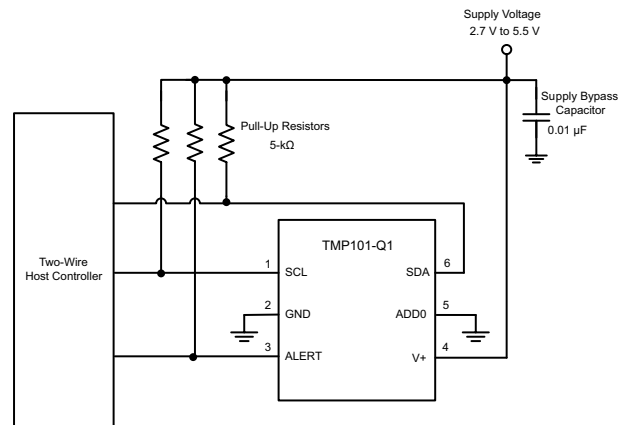 Supply Voltage
2.7 V to 5.5 V
Supply Bypass
Capacitor
0.01 µF
Pull-Up Resistors
5-kΩ
Two-Wire
Host Controller
TMP101-Q1
1
SCL
SDA
6
2
GND
ADD0
5
3
ALERT
V+
4